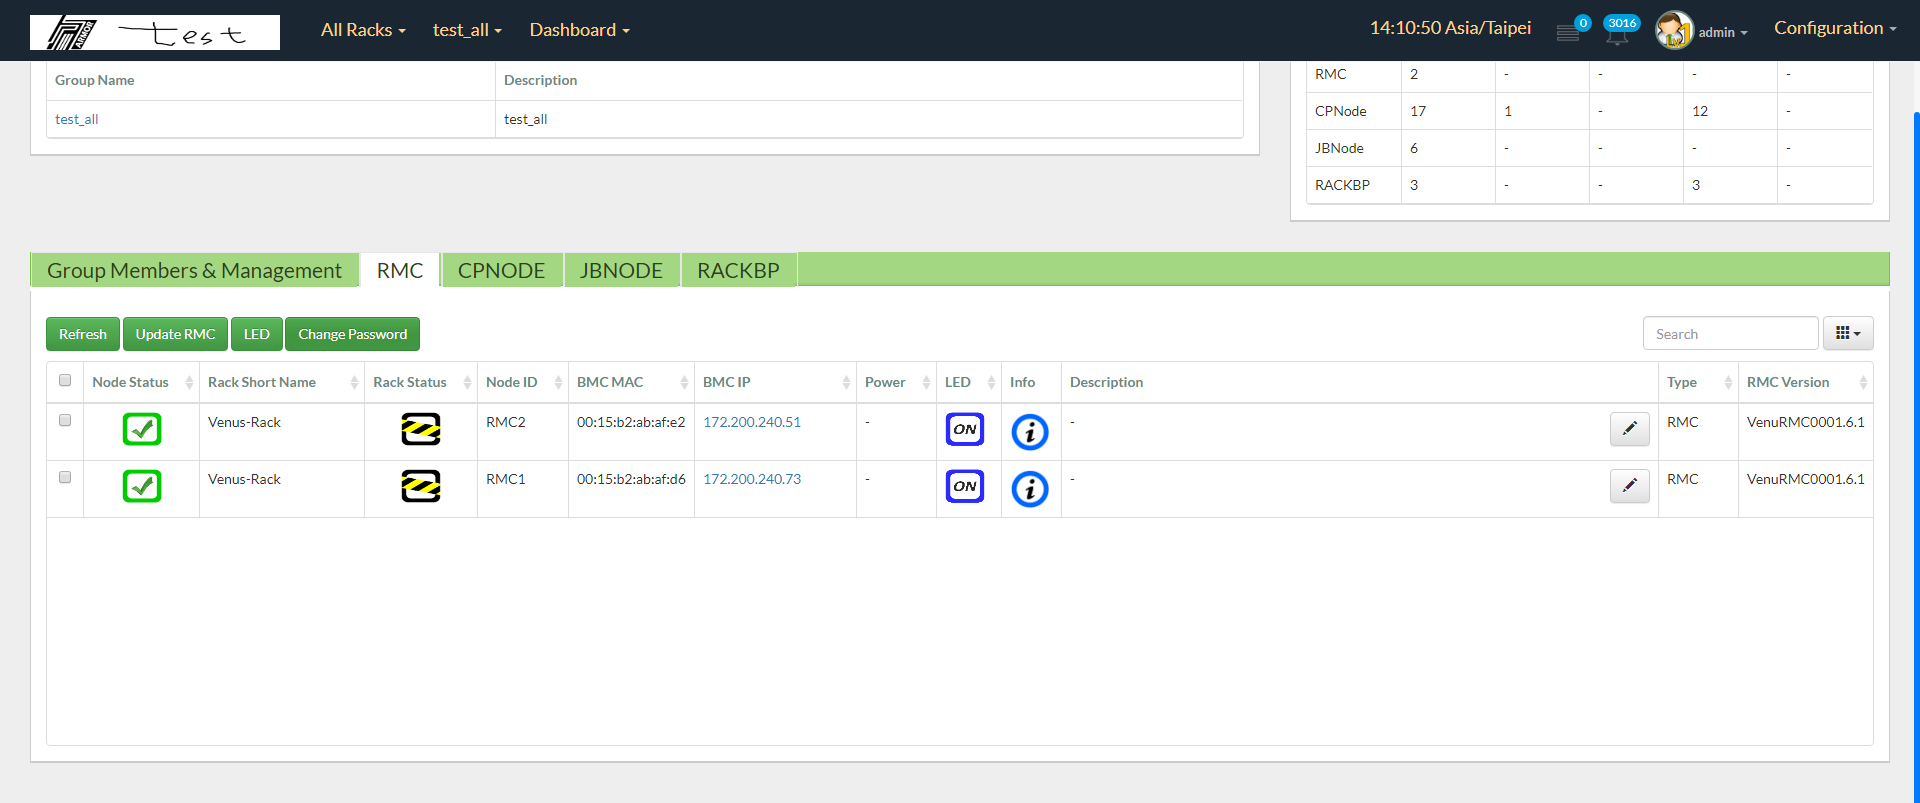 ARMOR test All Racks test_all Dashboard 14:10:50 Asia/Taipei 0 3016 admin Configuration
Group Name Description
test_all test_all
RMC 2 - - - -
CPNode 17 1 - 12 -
JBNode 6 - - - -
RACKBP 3 - - 3 -
Group Members & Management RMC CPNODE JBNODE RACKBP
Refresh Update RMC LED Change Password Search
Node Status Rack Short Name Rack Status Node ID BMC MAC BMC IP Power LED Info Description Type RMC Version
Venus-Rack RMC2 00:15:b2:ab:af:e2 172.200.240.51 - ON i - RMC VenuRMC0001.6.1
Venus-Rack RMC1 00:15:b2:ab:af:d6 172.200.240.73 - ON i - RMC VenuRMC0001.6.1